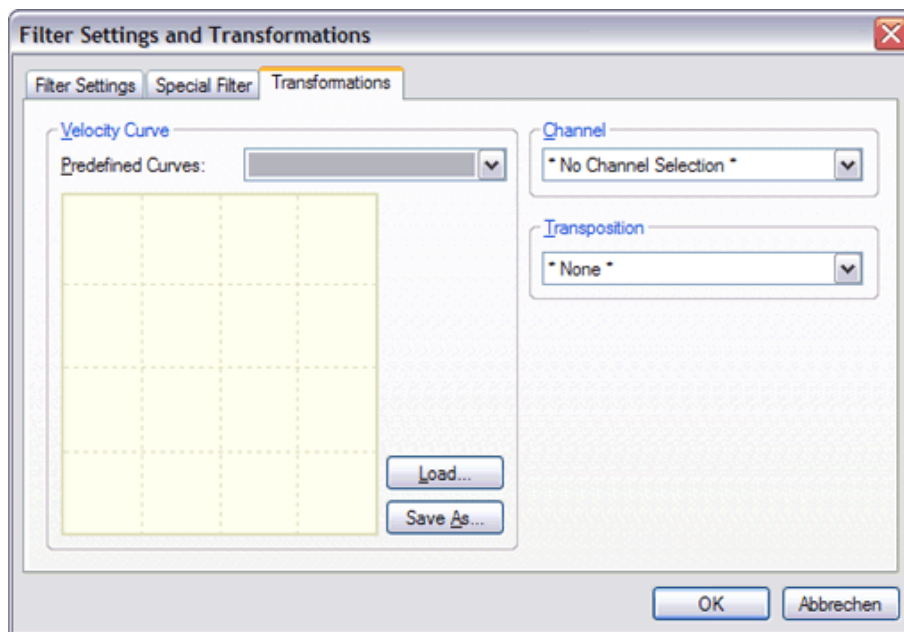 Filter Settings and Transformations
Filter Settings
Special Filter
Transformations
Velocity Curve
Predefined Curves:
Load...
Save As...
Channel
* No Channel Selection *
Transposition
* None *
OK
Abbrechen